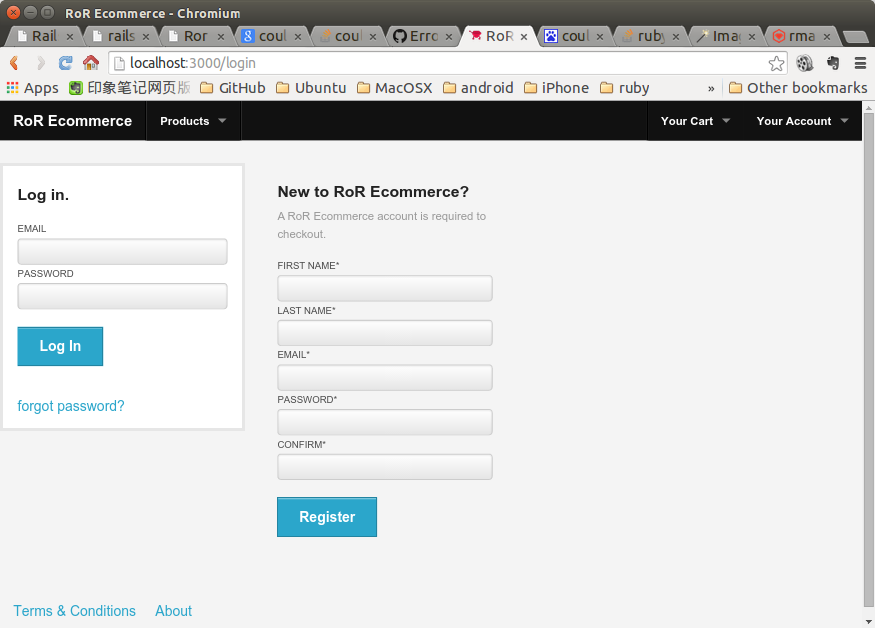 RoR Ecommerce - Chromium
Rail rails Ror coul cou Erro RoR coul ruby Imag rma
localhost:3000/login
Apps 印象笔记网页版 GitHub Ubuntu MacOSX android iPhone ruby » Other bookmarks
RoR Ecommerce Products Your Cart Your Account
Log in.
EMAIL
PASSWORD
Log In
forgot password?
New to RoR Ecommerce?
A RoR Ecommerce account is required to
checkout.
FIRST NAME*
LAST NAME*
EMAIL*
PASSWORD*
CONFIRM*
Register
Terms & Conditions About